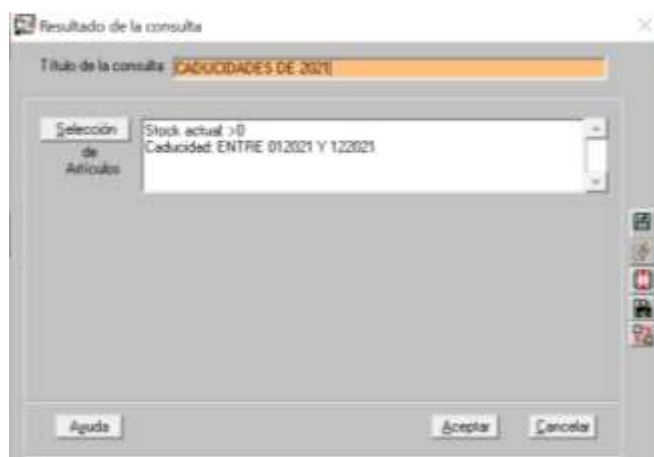 Resultado de la consulta
Título de la consulta: CADUCIDADES DE 2021
Selección
de
Artículos
Stock actual: >0
Caducidad: ENTRE 012021 Y 122021
Ayuda
Aceptar
Cancelar